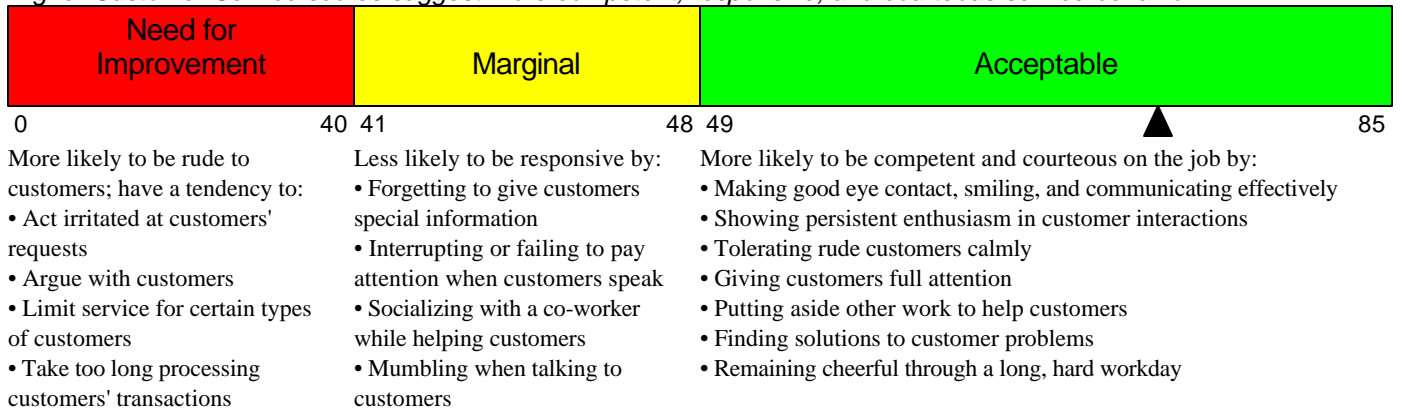 Need for
Improvement
Marginal
Acceptable
0
40
41
48
49
85
More likely to be rude to
customers; have a tendency to:
• Act irritated at customers'
requests
• Argue with customers
• Limit service for certain types
of customers
• Take too long processing
customers' transactions
Less likely to be responsive by:
• Forgetting to give customers
special information
• Interrupting or failing to pay
attention when customers speak
• Socializing with a co-worker
while helping customers
• Mumbling when talking to
customers
More likely to be competent and courteous on the job by:
• Making good eye contact, smiling, and communicating effectively
• Showing persistent enthusiasm in customer interactions
• Tolerating rude customers calmly
• Giving customers full attention
• Putting aside other work to help customers
• Finding solutions to customer problems
• Remaining cheerful through a long, hard workday